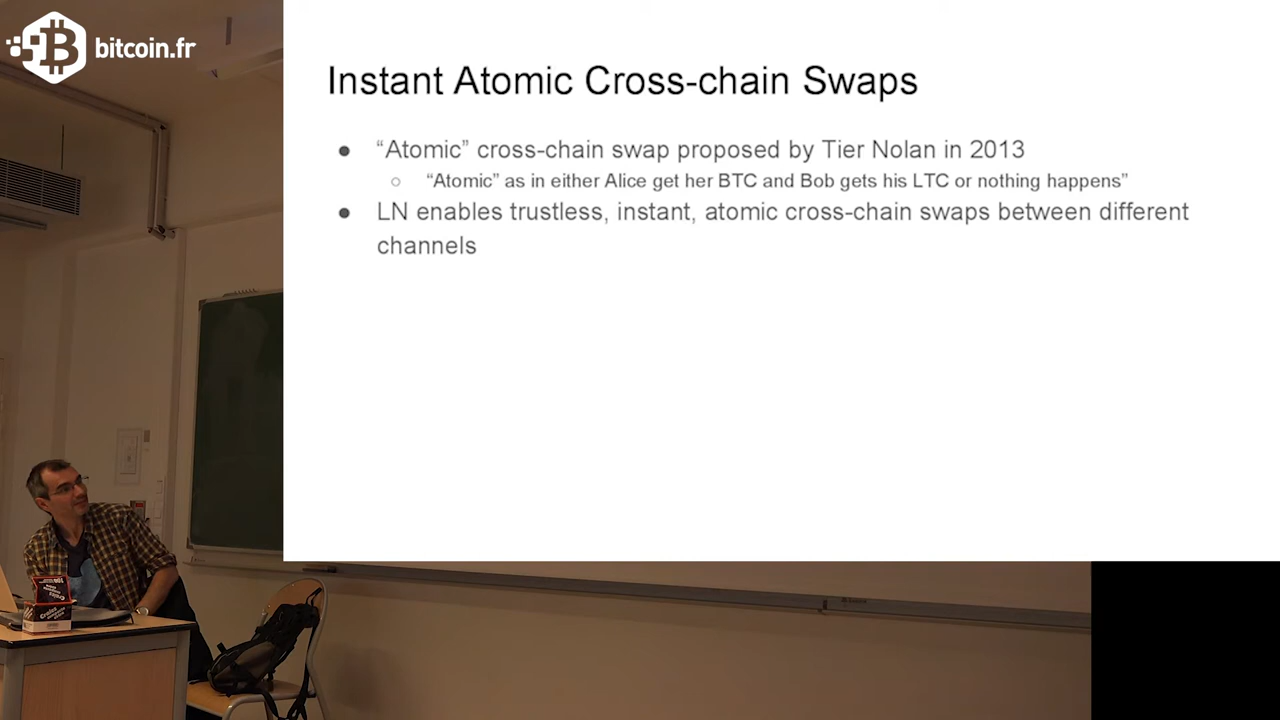 bitcoin.fr
Instant Atomic Cross-chain Swaps
● “Atomic” cross-chain swap proposed by Tier Nolan in 2013
○ “Atomic” as in either Alice get her BTC and Bob gets his LTC or nothing happens”
● LN enables trustless, instant, atomic cross-chain swaps between different
channels